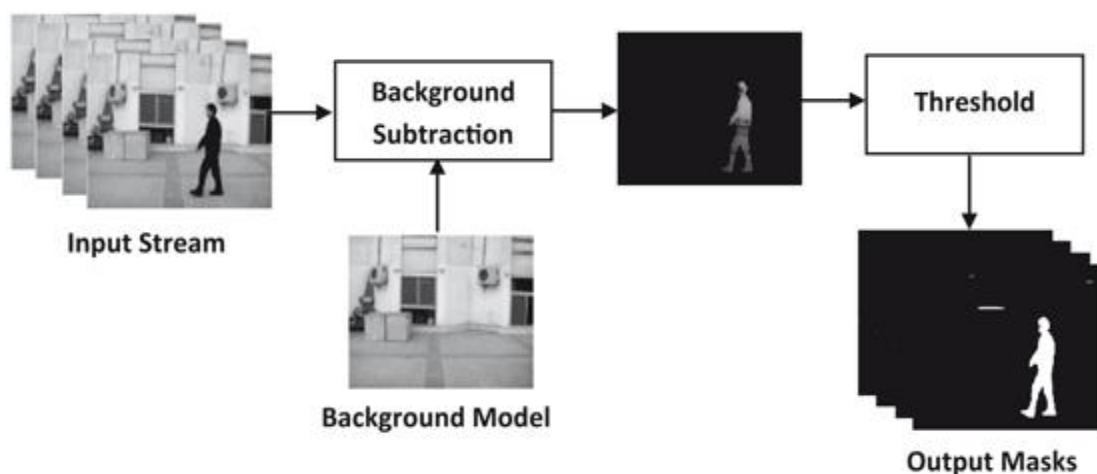 Background
Subtraction
Threshold
Input Stream
Background Model
Output Masks